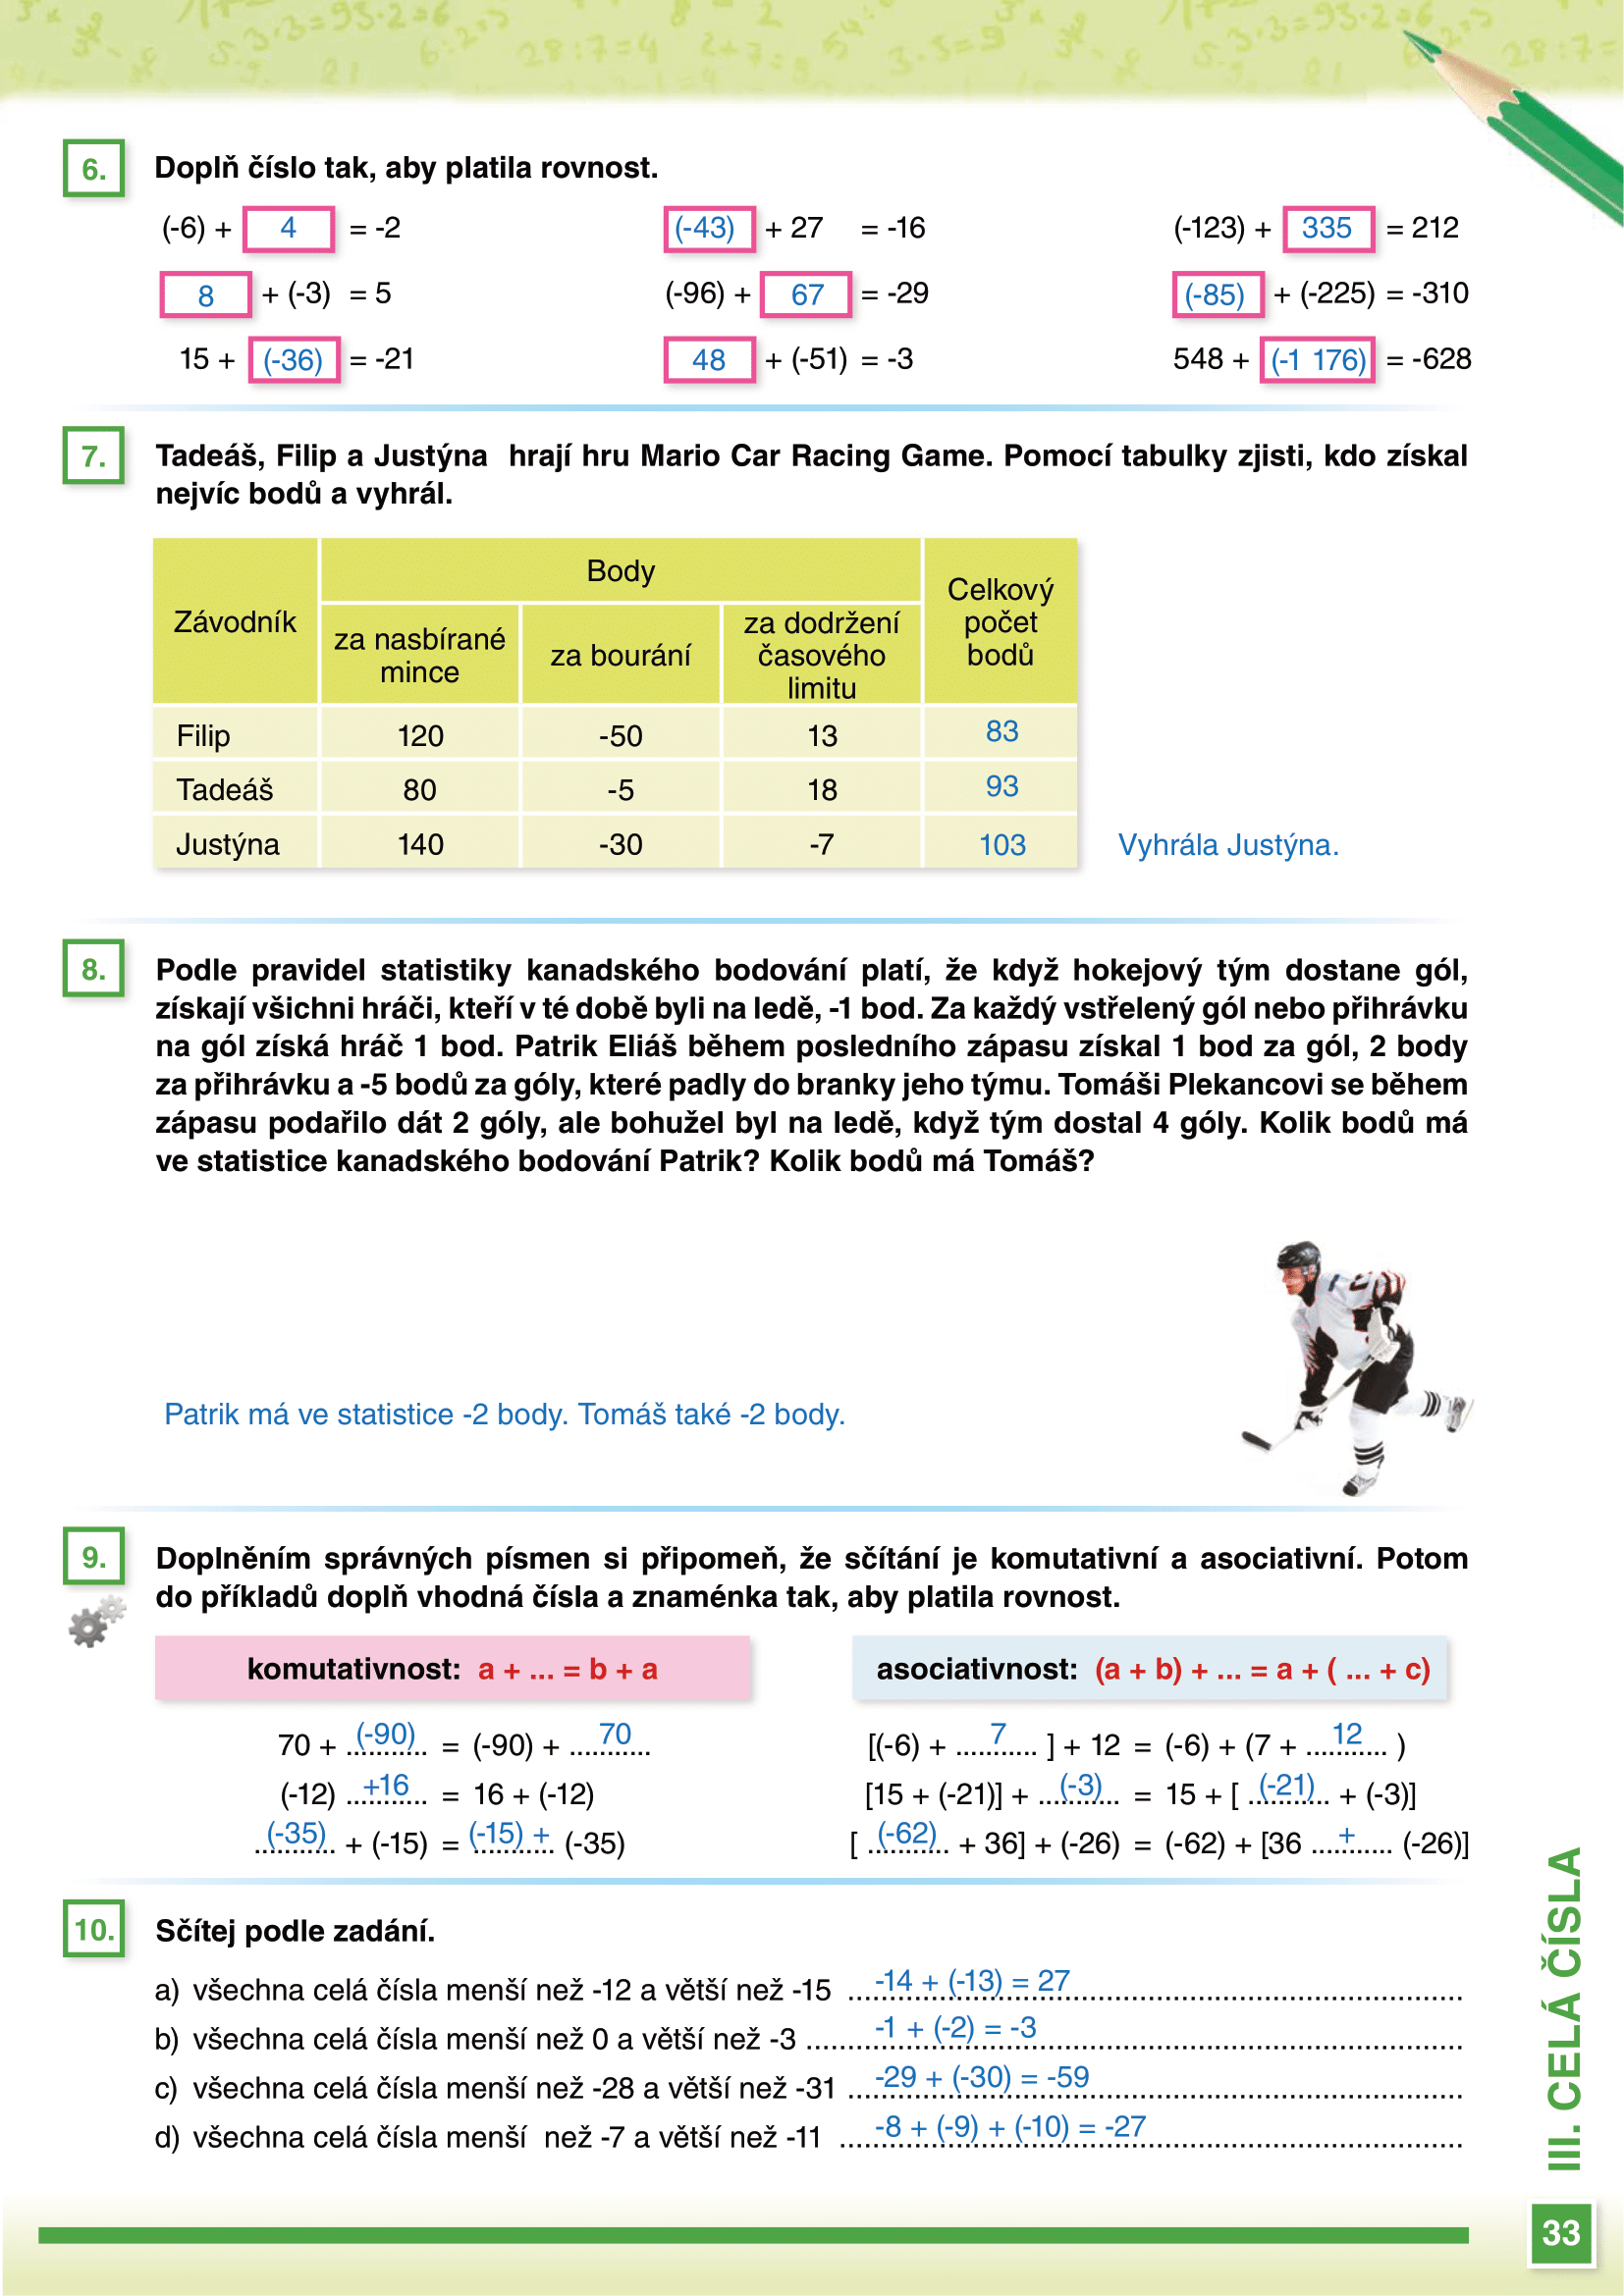 6. Doplň číslo tak, aby platila rovnost.
(-6) + 4 = -2 (-43) + 27 = -16 (-123) + 335 = 212
8 + (-3) = 5 (-96) + 67 = -29 (-85) + (-225) = -310
15 + (-36) = -21 48 + (-51) = -3 548 + (-1 176) = -628
7. Tadeáš, Filip a Justýna hrají hru Mario Car Racing Game. Pomocí tabulky zjisti, kdo získal
nejvíc bodů a vyhrál.
Závodník Body Celkový počet bodů
za nasbírané mince za bourání za dodržení časového limitu
Filip 120 -50 13 83
Tadeáš 80 -5 18 93
Justýna 140 -30 -7 103 Vyhrála Justýna.
8. Podle pravidel statistiky kanadského bodování platí, že když hokejový tým dostane gól,
získají všichni hráči, kteří v té době byli na ledě, -1 bod. Za každý vstřelený gól nebo přihrávku
na gól získá hráč 1 bod. Patrik Eliáš během posledního zápasu získal 1 bod za gól, 2 body
za přihrávku a -5 bodů za góly, které padly do branky jeho týmu. Tomáši Plekancovi se během
zápasu podařilo dát 2 góly, ale bohužel byl na ledě, když tým dostal 4 góly. Kolik bodů má
ve statistice kanadského bodování Patrik? Kolik bodů má Tomáš?
Patrik má ve statistice -2 body. Tomáš také -2 body.
9. Doplněním správných písmen si připomeň, že sčítání je komutativní a asociativní. Potom
do příkladů doplň vhodná čísla a znaménka tak, aby platila rovnost.
komutativnost: a + ... = b + a asociativnost: (a + b) + ... = a + ( ... + c)
70 + (-90) = (-90) + 70 [(-6) + 7 ] + 12 = (-6) + (7 + 12 )
(-12) +16 = 16 + (-12) [15 + (-21)] + (-3) = 15 + [ (-21) + (-3)]
(-35) + (-15) = (-15) + (-35) [ (-62) + 36] + (-26) = (-62) + [36 + (-26)]
10. Sčítej podle zadání.
a) všechna celá čísla menší než -12 a větší než -15 -14 + (-13) = 27
b) všechna celá čísla menší než 0 a větší než -3 -1 + (-2) = -3
c) všechna celá čísla menší než -28 a větší než -31 -29 + (-30) = -59
d) všechna celá čísla menší než -7 a větší než -11 -8 + (-9) + (-10) = -27
III. CELÁ ČÍSLA
33